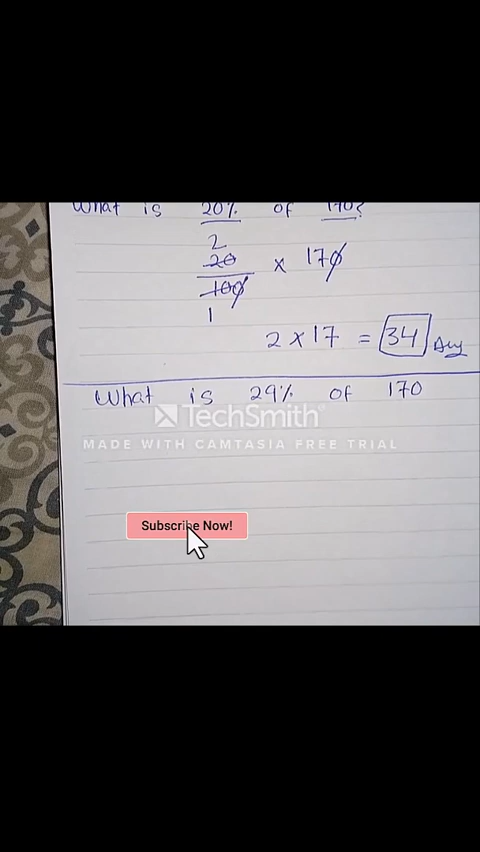 What is 20% of 170?
2
20
100
1
x 170
2 x 17 = 34 Ans
What is 29% of 170
TechSmith
MADE WITH CAMTASIA FREE TRIAL
Subscribe Now!